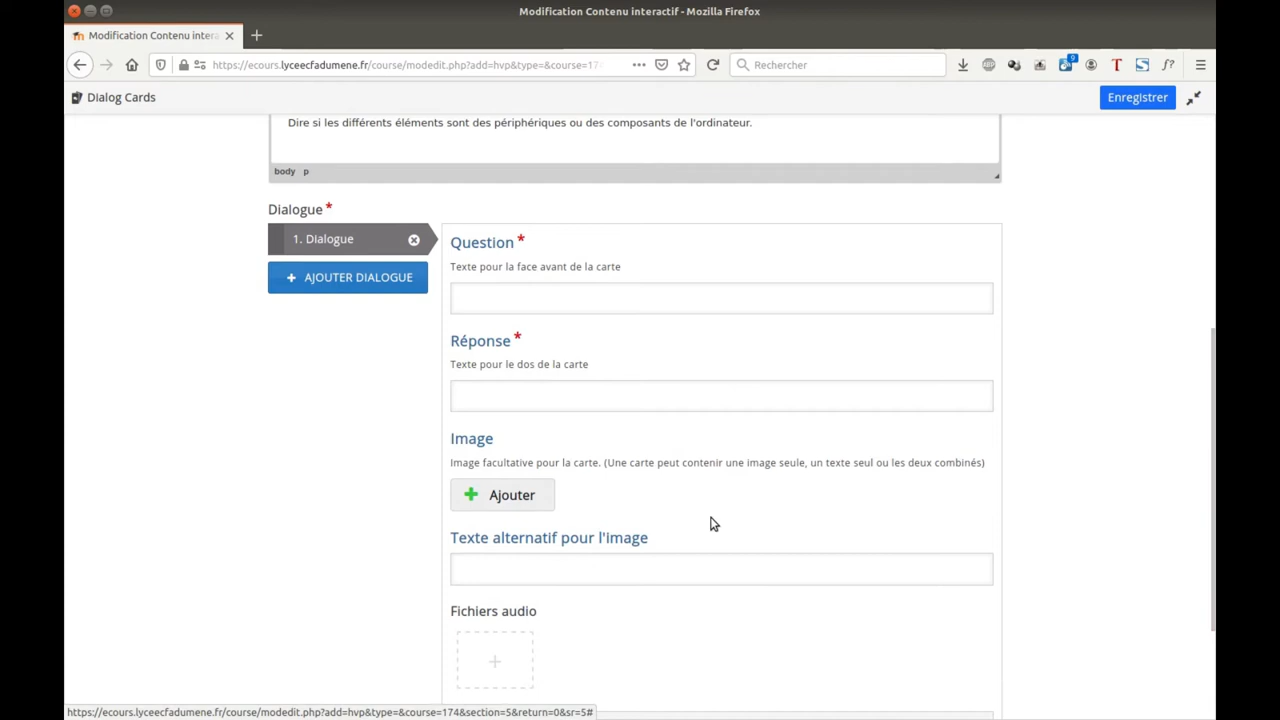 Modification Contenu interactif - Mozilla Firefox
Modification Contenu intera
https://ecours.lyceecfadumene.fr/course/modedit.php?add=hvp&type=&course=174
Rechercher
ABP
9
T
S
f?
Dialog Cards
Enregistrer
Dire si les différents éléments sont des périphériques ou des composants de l'ordinateur.
body p
Dialogue *
1. Dialogue
+ AJOUTER DIALOGUE
Question *
Texte pour la face avant de la carte
Réponse *
Texte pour le dos de la carte
Image
Image facultative pour la carte. (Une carte peut contenir une image seule, un texte seul ou les deux combinés)
Ajouter
Texte alternatif pour l'image
Fichiers audio
+
https://ecours.lyceecfadumene.fr/course/modedit.php?add=hvp&type=&course=174&section=5&return=0&sr=5#